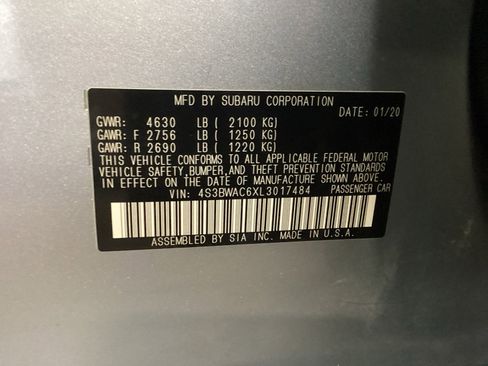 MFD BY SUBARU CORPORATION
DATE: 01/20
GVWR: 4630 LB ( 2100 KG)
GAWR: F 2756 LB ( 1250 KG)
GAWR: R 2690 LB ( 1220 KG)
THIS VEHICLE CONFORMS TO ALL APPLICABLE FEDERAL MOTOR
VEHICLE SAFETY,BUMPER,AND THEFT PREVENTION STANDARDS
IN EFFECT ON THE DATE OF MANUFACTURE SHOWN ABOVE.
VIN: 4S3BWAC6XL3017484 PASSENGER CAR
ASSEMBLED BY SIA INC. MADE IN U.S.A.